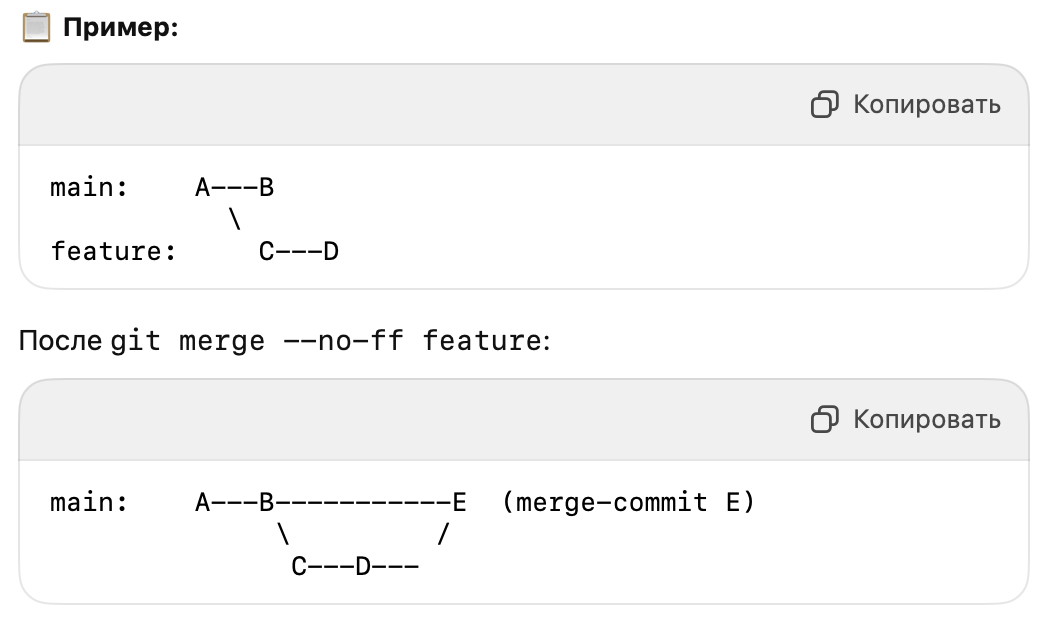 📋 Пример:
Копировать
main:    A---B
           \
feature:     C---D
После git merge --no-ff feature:
Копировать
main:    A---B-----------E  (merge-commit E)
              \         /
               C---D---